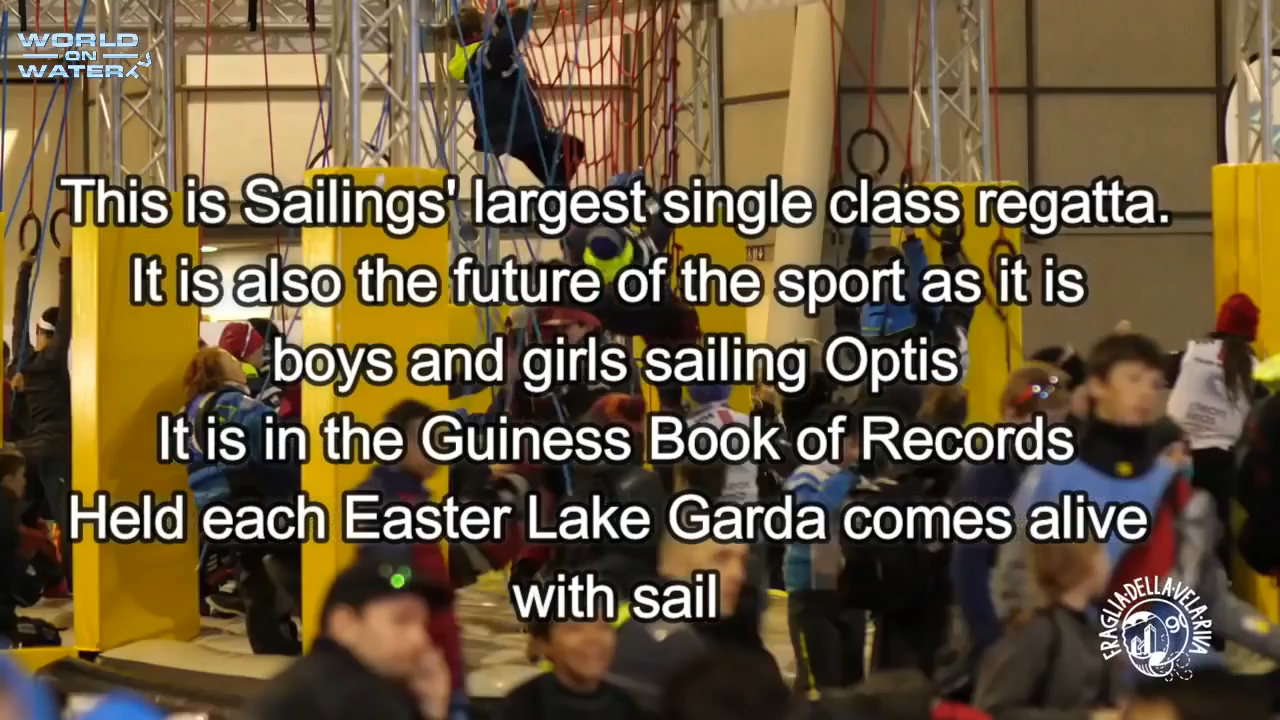 WORLD
ON
WATER
This is Sailings' largest single class regatta.
It is also the future of the sport as it is
boys and girls sailing Optis
It is in the Guiness Book of Records
Held each Easter Lake Garda comes alive
with sail
FRAGLIA·DELLA·VELA·RIVA